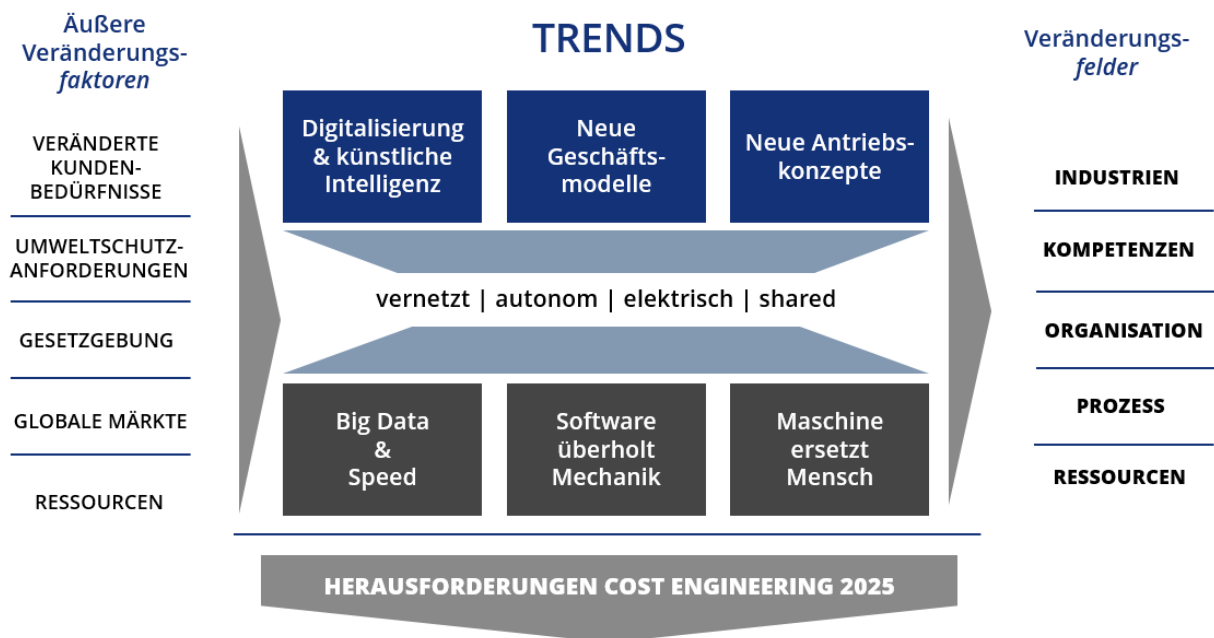 Äußere
Veränderungs-
faktoren
VERÄNDERTE
KUNDEN-
BEDÜRFNISSE
UMWELTSCHUTZ-
ANFORDERUNGEN
GESETZGEBUNG
GLOBALE MÄRKTE
RESSOURCEN
TRENDS
Digitalisierung
& künstliche
Intelligenz
Neue
Geschäfts-
modelle
Neue Antriebs-
konzepte
vernetzt | autonom | elektrisch | shared
Big Data
&
Speed
Software
überholt
Mechanik
Maschine
ersetzt
Mensch
Veränderungs-
felder
INDUSTRIEN
KOMPETENZEN
ORGANISATION
PROZESS
RESSOURCEN
HERAUSFORDERUNGEN COST ENGINEERING 2025